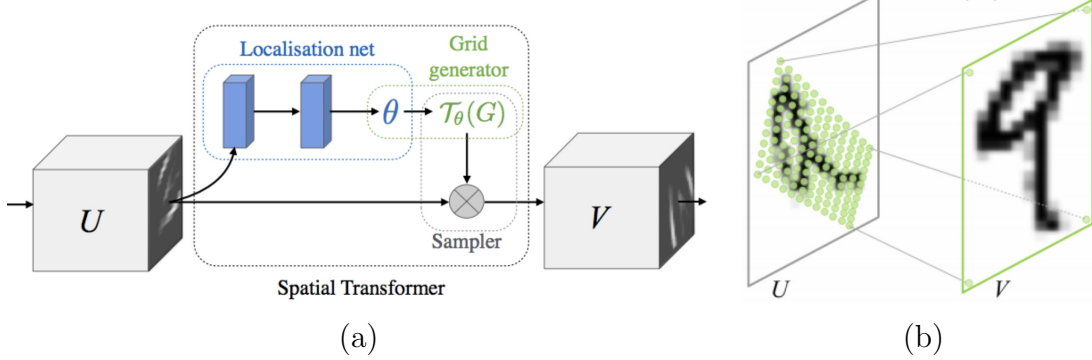 Localisation net
Grid
generator
θ
𝒯θ(G)
U
V
Sampler
Spatial Transformer
(a)
U
V
(b)